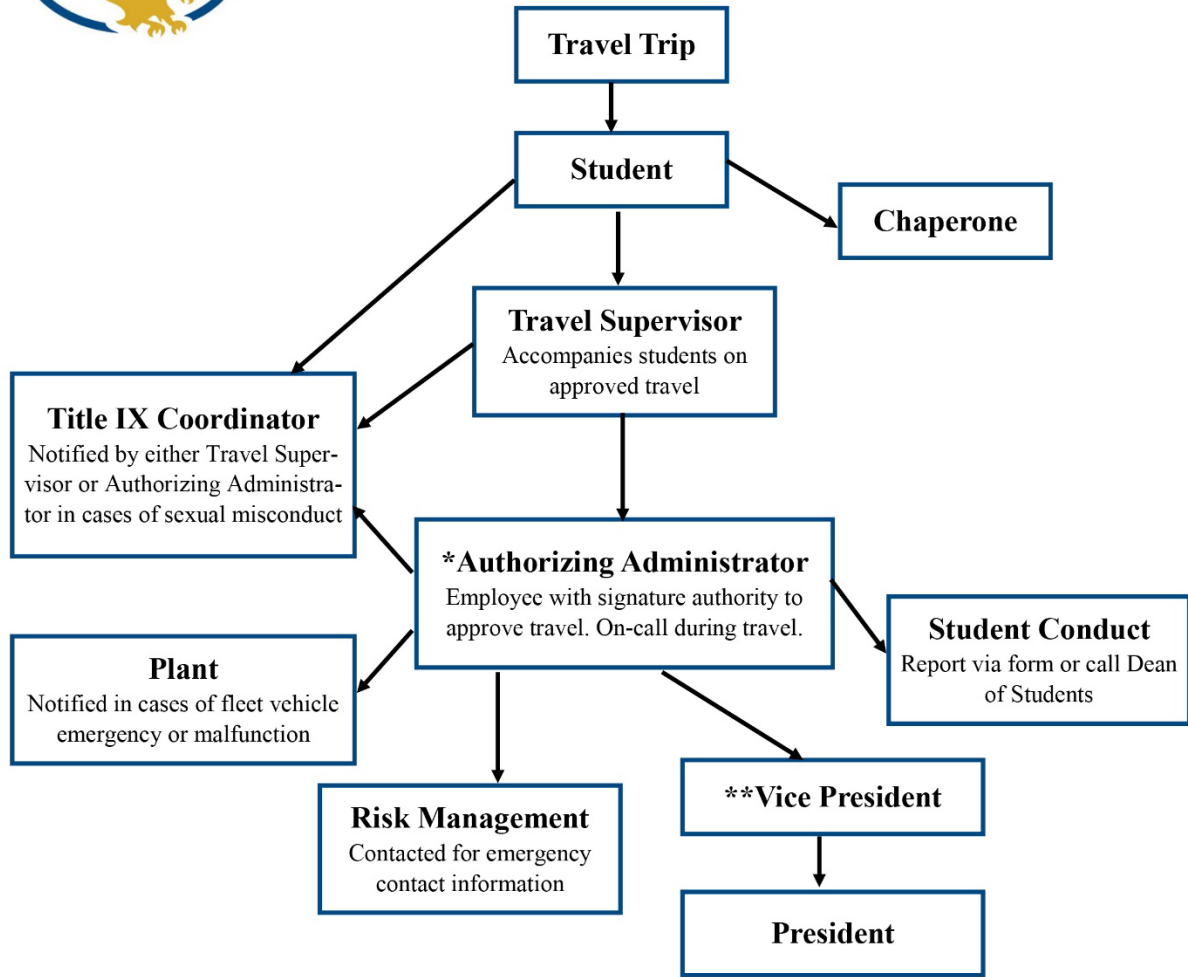 Travel Trip
Student
Chaperone
Travel Supervisor
Accompanies students on
approved travel
Title IX Coordinator
Notified by either Travel Super-
visor or Authorizing Administra-
tor in cases of sexual misconduct
*Authorizing Administrator
Employee with signature authority to
approve travel. On-call during travel.
Student Conduct
Report via form or call Dean
of Students
Plant
Notified in cases of fleet vehicle
emergency or malfunction
Risk Management
Contacted for emergency
contact information
**Vice President
President